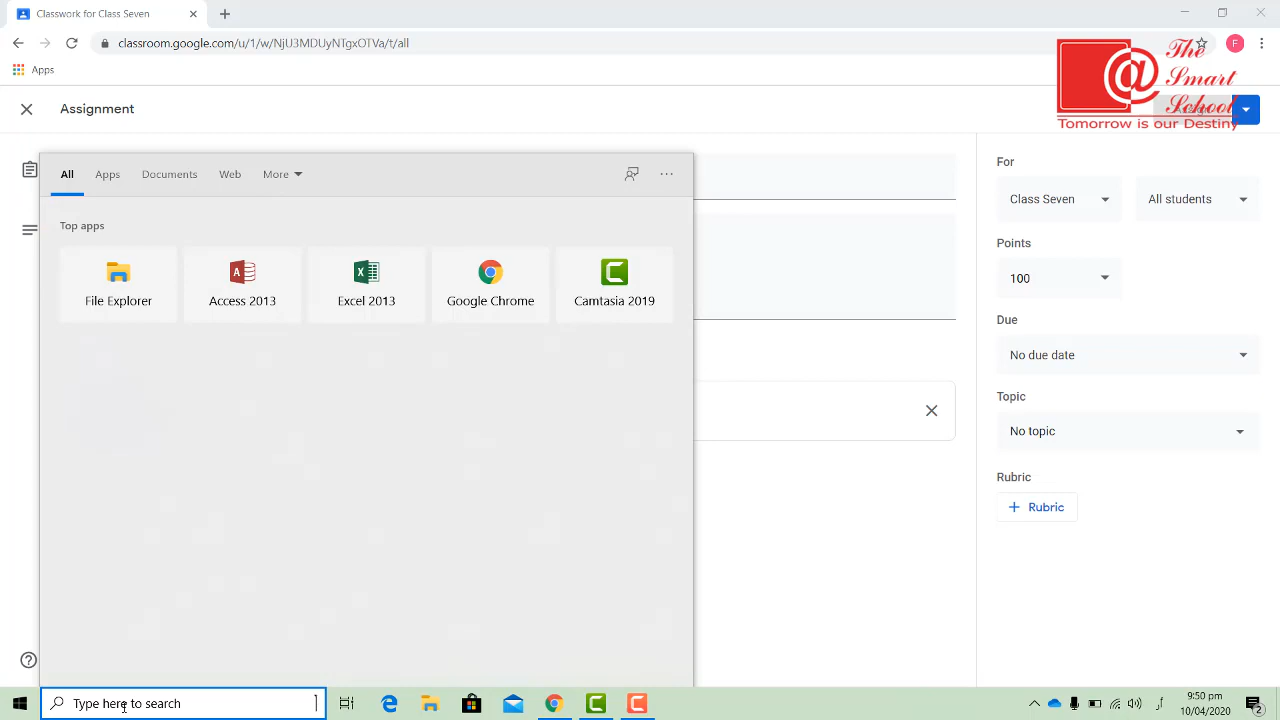 Classwork for Class Seven
classroom.google.com/u/1/w/NjU3MDUyNTgxOTVa/t/all
F
Apps
The
Smart
School
Tomorrow is our Destiny
Assignment
All Apps Documents Web More
Top apps
File Explorer
Access 2013
Excel 2013
Google Chrome
Camtasia 2019
For
Class Seven
All students
Points
100
Due
No due date
Topic
No topic
Rubric
+ Rubric
Type here to search
9:50 pm
10/04/2020
2